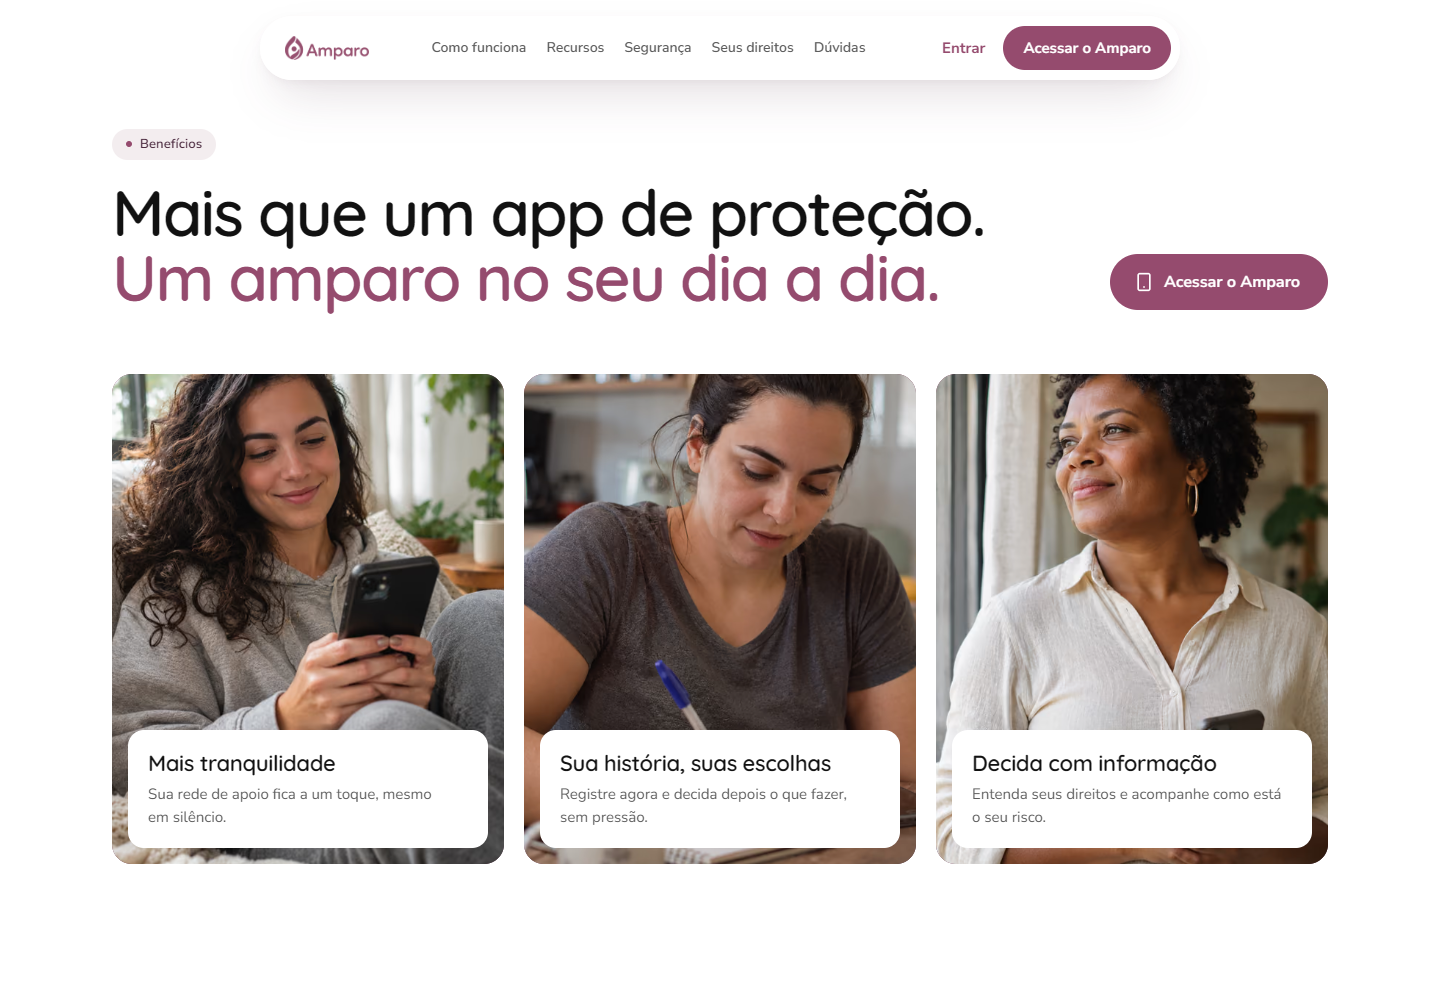 Amparo
Como funciona
Recursos
Segurança
Seus direitos
Dúvidas
Entrar
Acessar o Amparo
Benefícios
Mais que um app de proteção.
Um amparo no seu dia a dia.
Acessar o Amparo
Mais tranquilidade
Sua rede de apoio fica a um toque, mesmo
em silêncio.
Sua história, suas escolhas
Registre agora e decida depois o que fazer,
sem pressão.
Decida com informação
Entenda seus direitos e acompanhe como está
o seu risco.